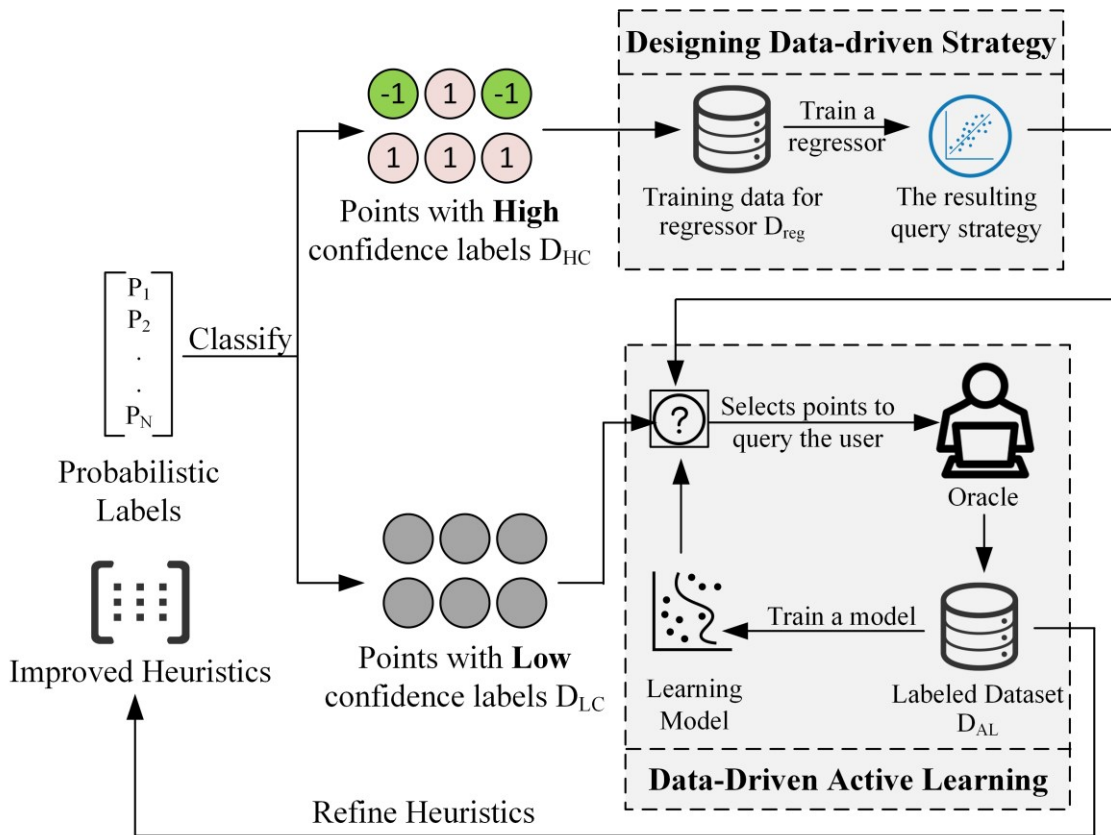 Designing Data-driven Strategy
-1 1 -1
1 1 1
Train a
regressor
Points with High
confidence labels D_HC
Training data for
regressor D_reg
The resulting
query strategy
P₁
P₂
.
.
P_N
Classify
Probabilistic
Labels
?
Selects points to
query the user
Oracle
Improved Heuristics
Points with Low
confidence labels D_LC
Train a model
Learning
Model
Labeled Dataset
D_AL
Data-Driven Active Learning
Refine Heuristics